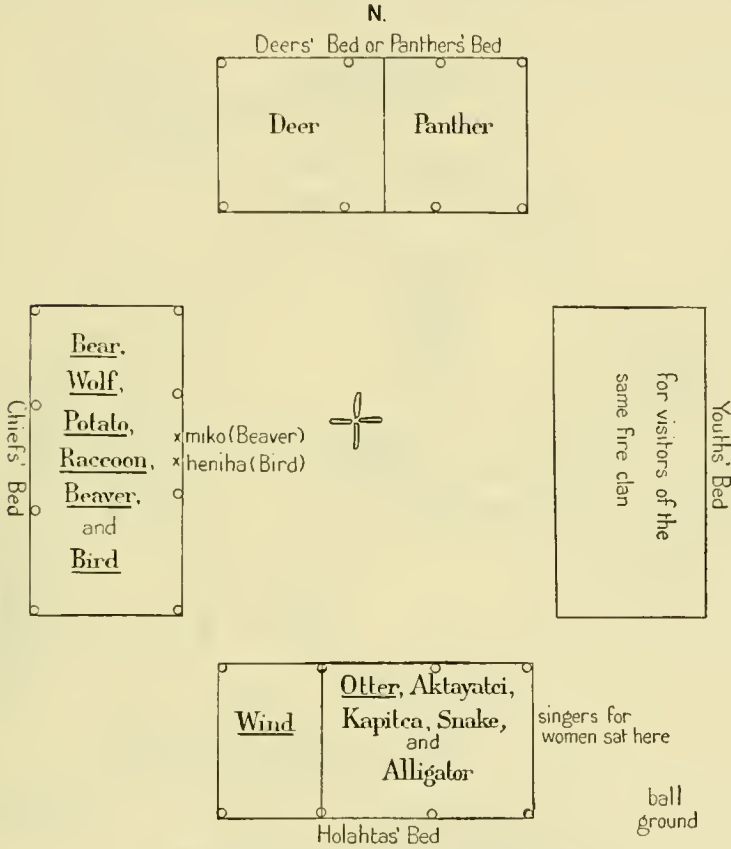 N.
Deers' Bed or Panthers' Bed
Deer
Panther
Chiefs' Bed
Bear,
Wolf,
Potato,
Raccoon,
Beaver,
and
Bird
x miko (Beaver)
x heniha (Bird)
for visitors of the
same fire clan
Youths' Bed
Wind
Otter, Aktayatci,
Kapitca, Snake,
and
Alligator
singers for
women sat here
Holahtas' Bed
ball
ground